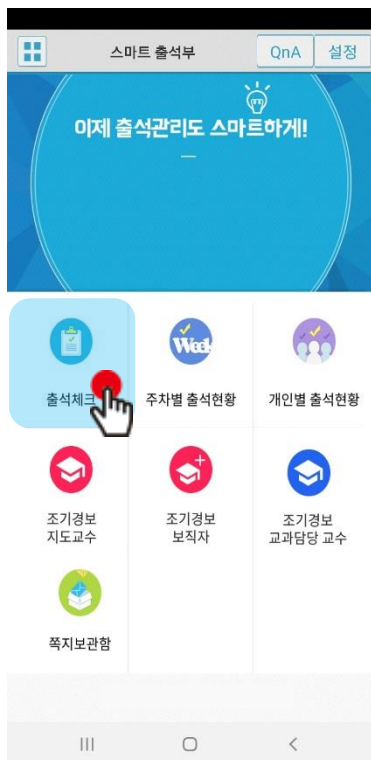 스마트 출석부
QnA
설정
이제 출석관리도 스마트하게!
Week
출석체크
주차별 출석현황
개인별 출석현황
조기경보
지도교수
조기경보
보직자
조기경보
교과담당 교수
쪽지보관함